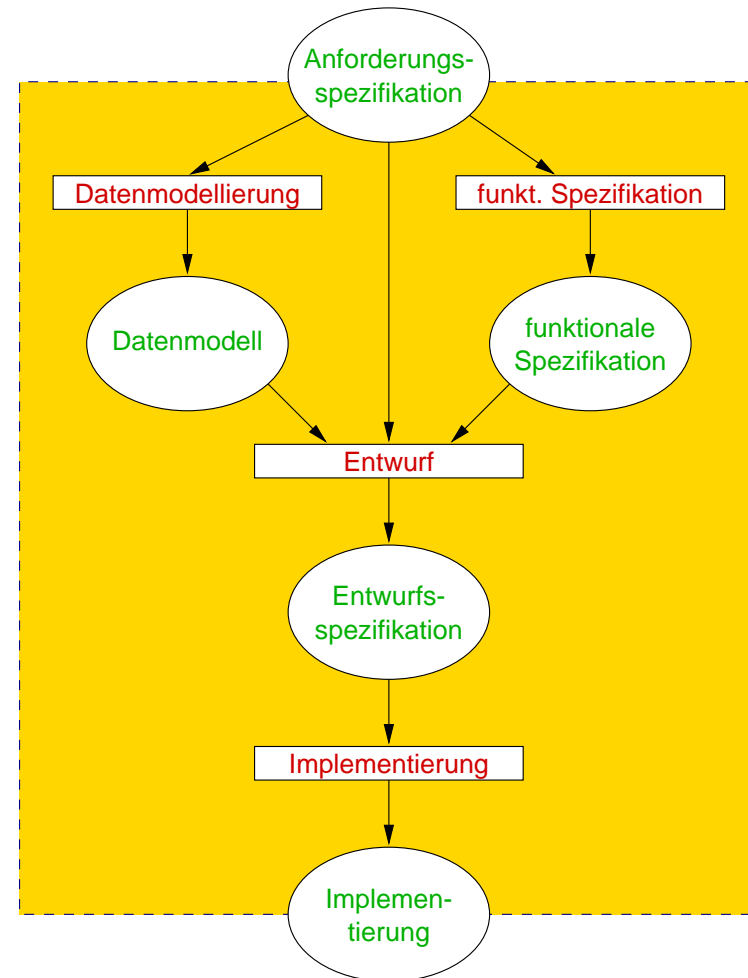 Anforderungs-
spezifikation
Datenmodellierung
funkt. Spezifikation
Datenmodell
funktionale
Spezifikation
Entwurf
Entwurfs-
spezifikation
Implementierung
Implemen-
tierung